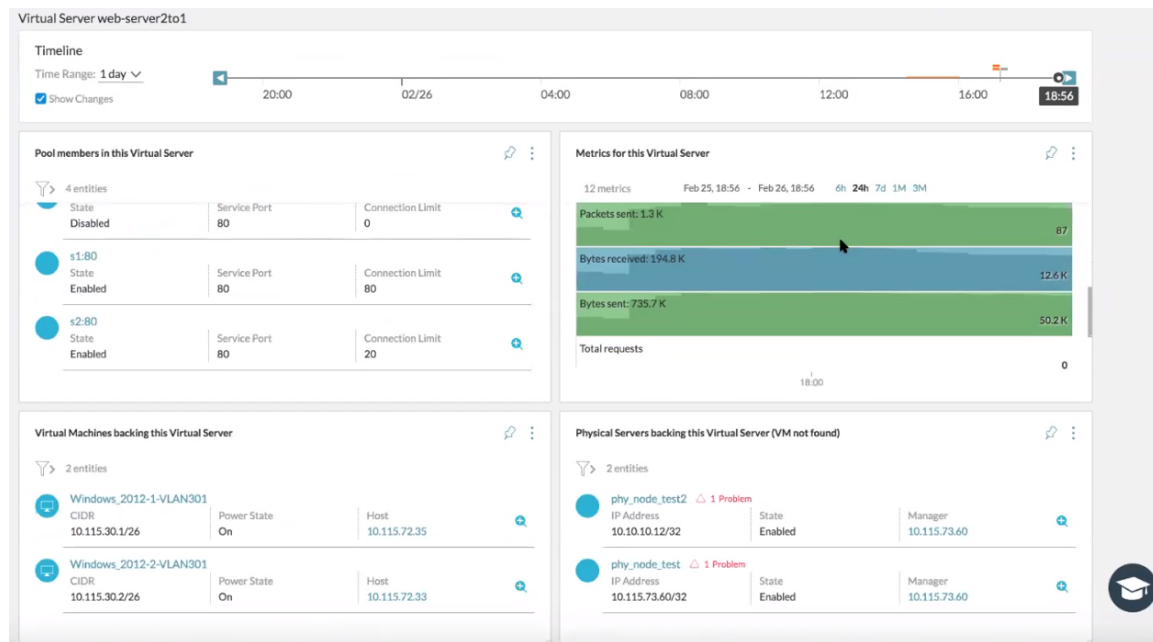 Virtual Server web-server2to1
Timeline
Time Range: 1 day
Show Changes
20:00 02/26 04:00 08:00 12:00 16:00 18:56
Pool members in this Virtual Server
4 entities
State Service Port Connection Limit
Disabled 80 0
s1:80
State Service Port Connection Limit
Enabled 80 80
s2:80
State Service Port Connection Limit
Enabled 80 20
Metrics for this Virtual Server
12 metrics Feb 25, 18:56 - Feb 26, 18:56 6h 24h 7d 1M 3M
Packets sent: 1.3 K
87
Bytes received: 194.8 K
12.6 K
Bytes sent: 735.7 K
50.2 K
Total requests
0
18:00
Virtual Machines backing this Virtual Server
2 entities
Windows_2012-1-VLAN301
CIDR Power State Host
10.115.30.1/26 On 10.115.72.35
Windows_2012-2-VLAN301
CIDR Power State Host
10.115.30.2/26 On 10.115.72.33
Physical Servers backing this Virtual Server (VM not found)
2 entities
phy_node_test2 1 Problem
IP Address State Manager
10.10.10.12/32 Enabled 10.115.73.60
phy_node_test 1 Problem
IP Address State Manager
10.115.73.60/32 Enabled 10.115.73.60